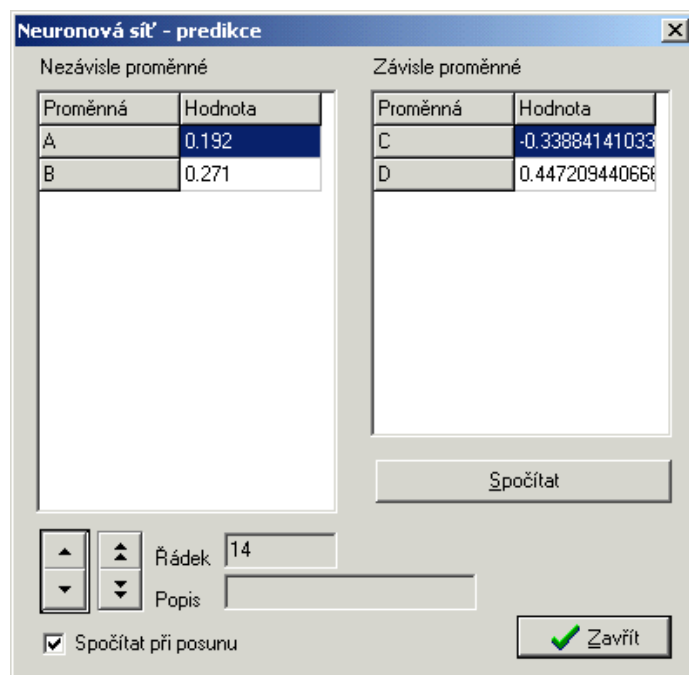 Neuronová síť - predikce
Nezávisle proměnné
Proměnná Hodnota
A 0.192
B 0.271
Závisle proměnné
Proměnná Hodnota
C -0.33884141033
D 0.447209440666
Spočítat
Řádek 14
Popis
Spočítat při posunu
Zavřít